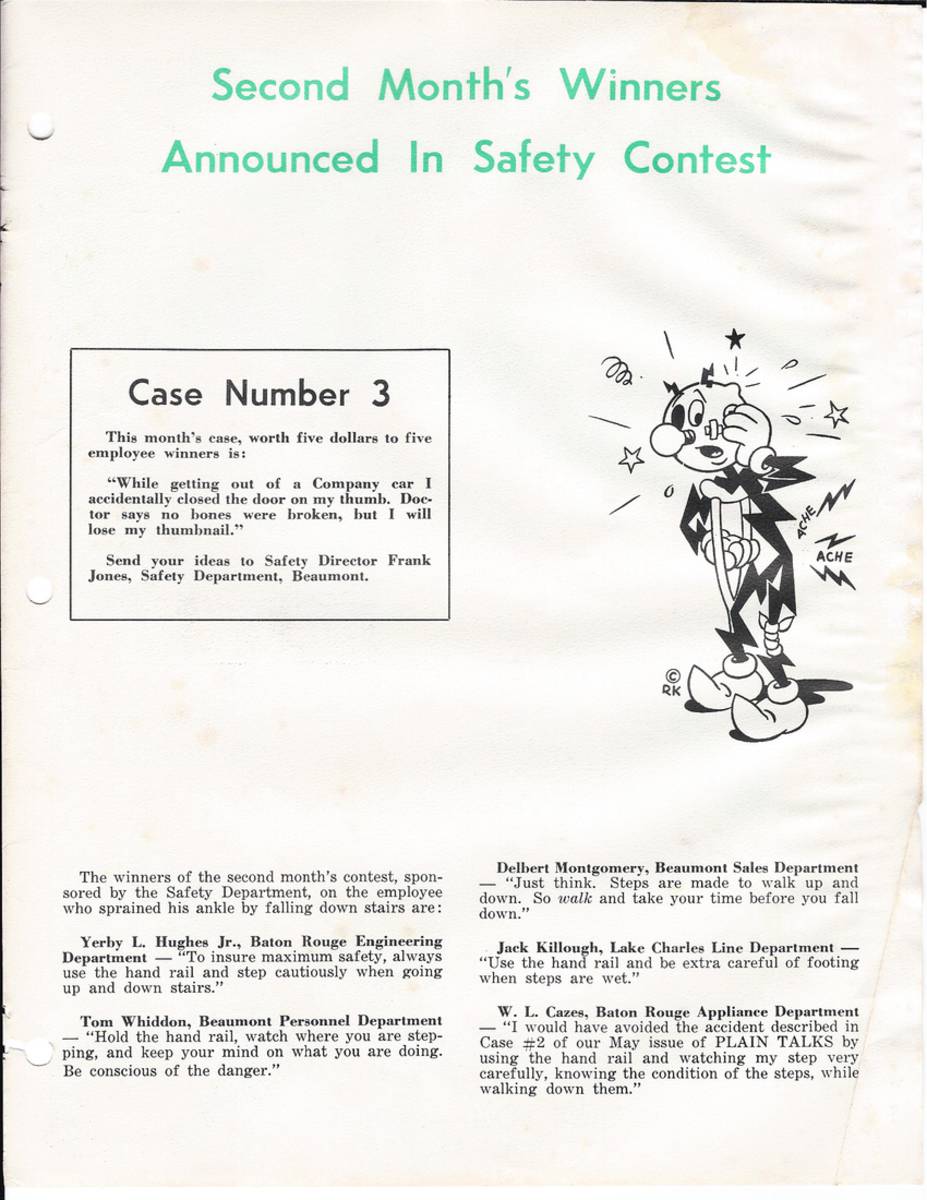 Second Month's Winners
Announced In Safety Contest
Case Number 3
This month's case, worth five dollars to five
employee winners is:
"While getting out of a Company car I
accidentally closed the door on my thumb. Doc-
tor says no bones were broken, but I will
lose my thumbnail."
Send your ideas to Safety Director Frank
Jones, Safety Department, Beaumont.
ACHE
ACHE
©
RK
The winners of the second month's contest, spon-
sored by the Safety Department, on the employee
who sprained his ankle by falling down stairs are:
Yerby L. Hughes Jr., Baton Rouge Engineering
Department — "To insure maximum safety, always
use the hand rail and step cautiously when going
up and down stairs."
Tom Whiddon, Beaumont Personnel Department
— "Hold the hand rail, watch where you are step-
ping, and keep your mind on what you are doing.
Be conscious of the danger."
Delbert Montgomery, Beaumont Sales Department
— "Just think. Steps are made to walk up and
down. So walk and take your time before you fall
down."
Jack Killough, Lake Charles Line Department —
"Use the hand rail and be extra careful of footing
when steps are wet."
W. L. Cazes, Baton Rouge Appliance Department
— "I would have avoided the accident described in
Case #2 of our May issue of PLAIN TALKS by
using the hand rail and watching my step very
carefully, knowing the condition of the steps, while
walking down them."